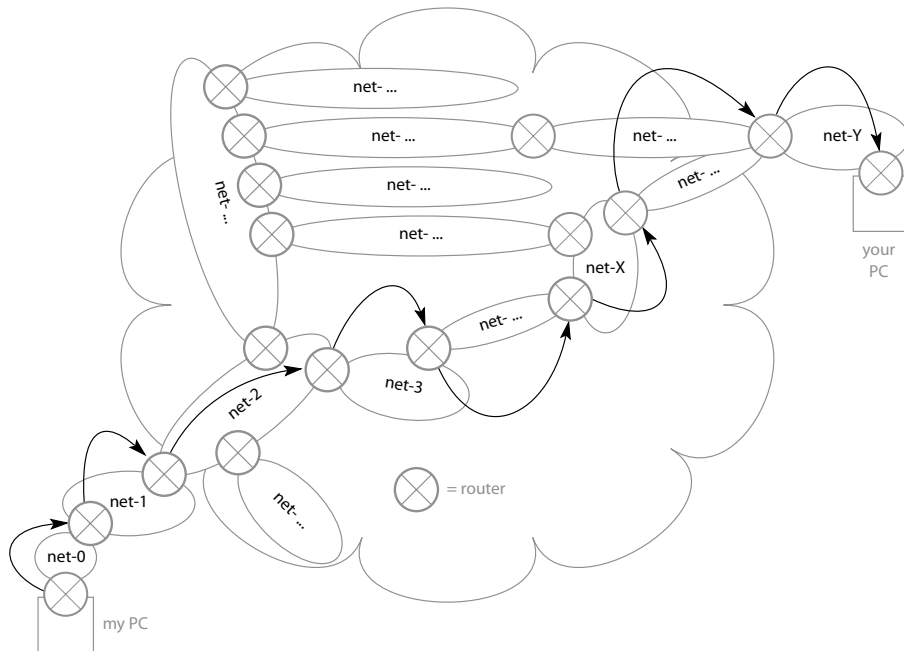 net- ...
net- ...
net- ...
net-Y
net- ...
net- ...
net- ...
net- ...
your
PC
net-X
net- ...
net-3
net-2
net-1
net- ...
= router
net-0
my PC